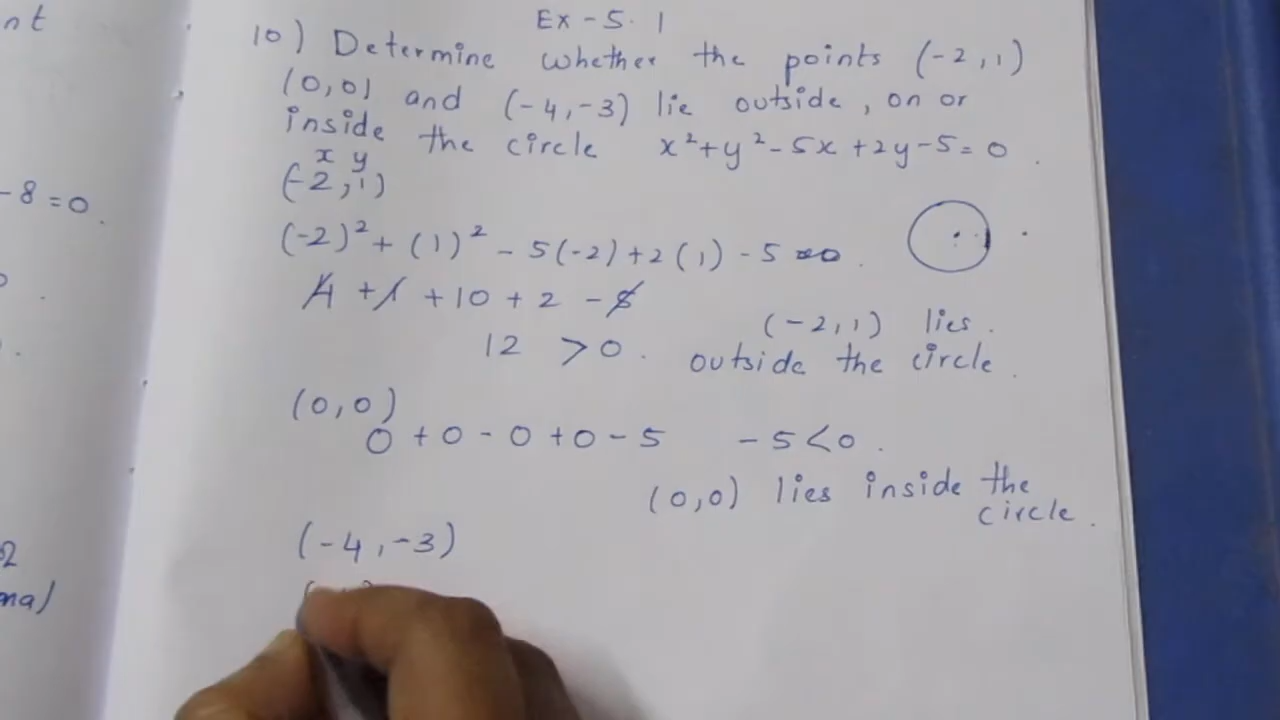 nt
- 8 = 0 .
2
Ex - 5. 1
10) Determine whether the points (-2, 1)
(0,0) and (-4,-3) lie outside, on or
inside the circle x²+y²-5x+2y-5=0 .
x y
(-2, 1)
(-2)² + (1)² - 5(-2)+2(1) - 5 = 0 .
4 + 1 + 10 + 2 - 5
12 > 0 .
(-2,1) lies .
outside the circle .
(0,0)
0 + 0 - 0 + 0 - 5 - 5 < 0 .
(0,0) lies inside the
circle .
(-4,-3)